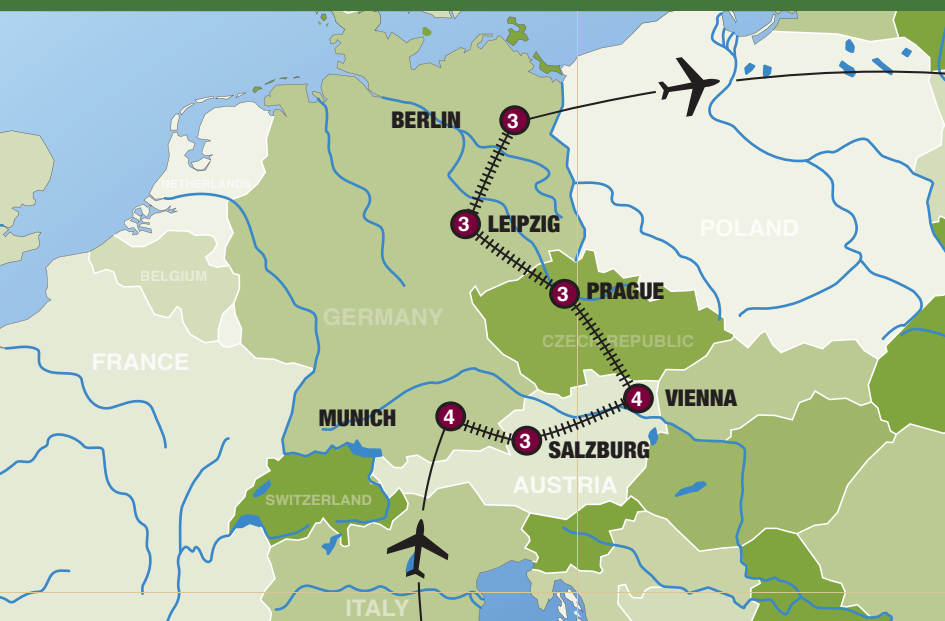 BERLIN
3
NETHERLANDS
3
LEIPZIG
POLAND
BELGIUM
3
PRAGUE
GERMANY
CZECH REPUBLIC
FRANCE
4
VIENNA
MUNICH
4
3
SALZBURG
AUSTRIA
SWITZERLAND
ITALY